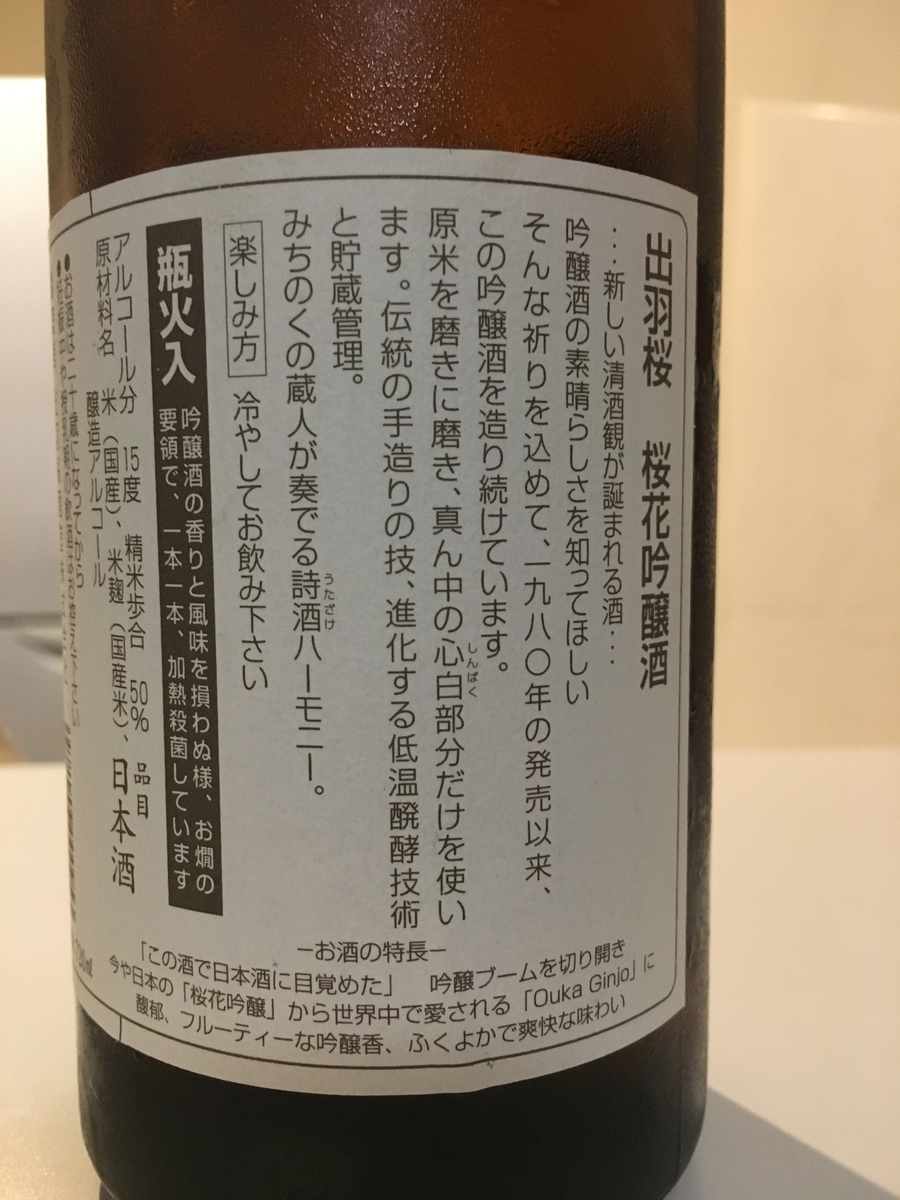 出羽桜 桜花吟醸酒
…新しい清酒観が誕まれる酒…
吟醸酒の素晴らしさを知ってほしい
そんな祈りを込めて、一九八〇年の発売以来、
この吟醸酒を造り続けています。
原米を磨きに磨き、真ん中の心白部分だけを使い
しんぱく
ます。伝統の手造りの技、進化する低温醗酵技術
と貯蔵管理。
みちのくの蔵人が奏でる詩酒ハーモニー。
うたざけ
楽しみ方 冷やしてお飲み下さい
瓶火入
吟醸酒の香りと風味を損わぬ様、お燗の
要領で、一本一本、加熱殺菌しています
アルコール分 15度 精米歩合 50%
原材料名 米(国産)、米麹(国産米)、
醸造アルコール
品目
日本酒
●お酒は二十歳になってから
ーお酒の特長ー
「この酒で日本酒に目覚めた」 吟醸ブームを切り開き
今や日本の「桜花吟醸」から世界中で愛される「Ouka Ginjo」に
馥郁、フルーティーな吟醸香、ふくよかで爽快な味わい